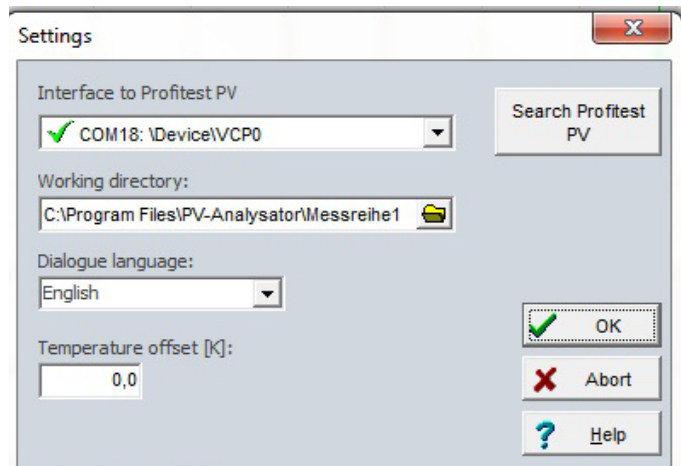 Settings
Interface to Profitest PV
COM18: \Device\VCP0
Search Profitest
PV
Working directory:
C:\Program Files\PV-Analysator\Messreihe1
Dialogue language:
English
Temperature offset [K]:
0,0
OK
Abort
Help